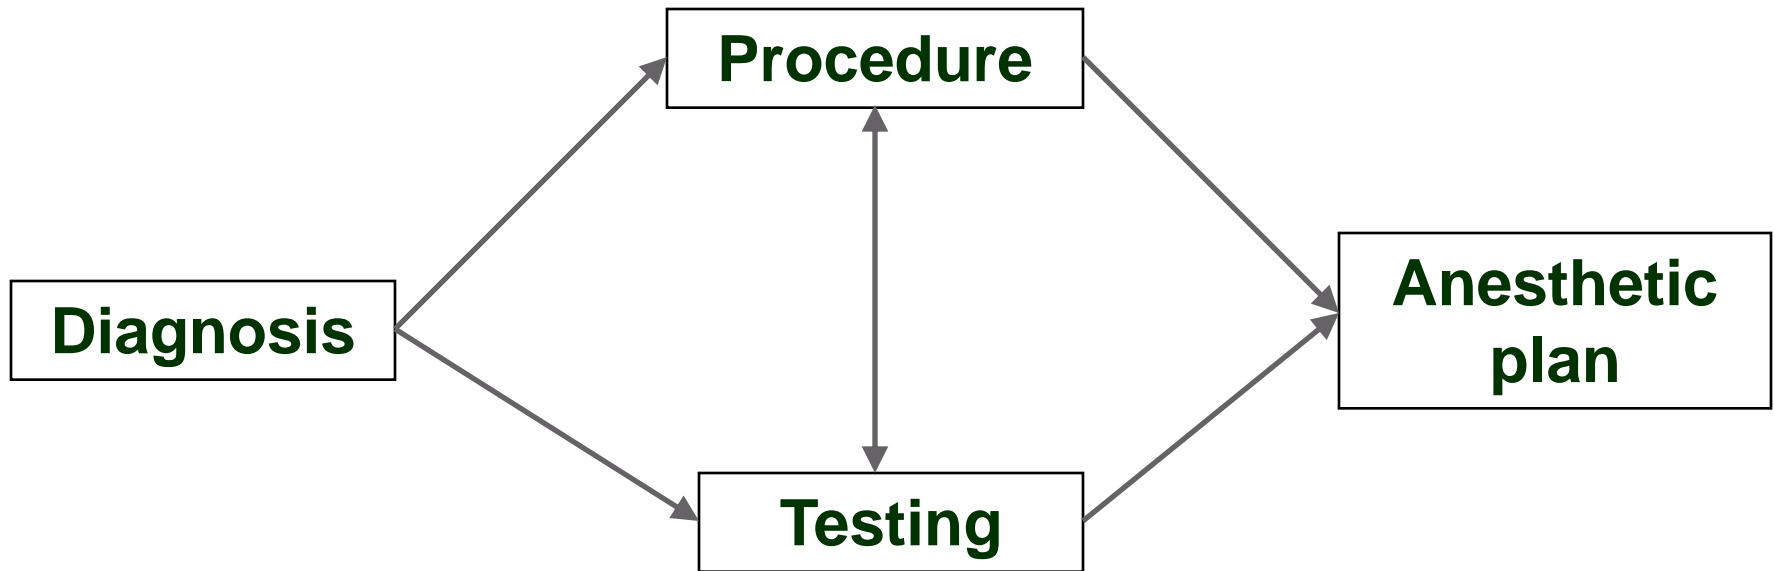 Procedure
Diagnosis
Anesthetic
plan
Testing